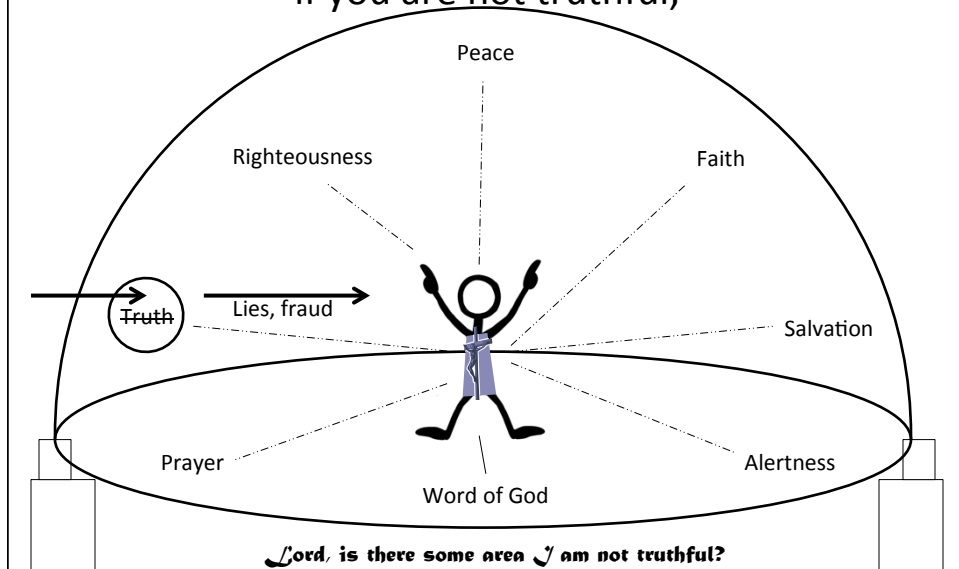 If you are not truthful,
Peace
Righteousness
Faith
Truth
Lies, fraud
Salvation
Prayer
Alertness
Word of God
Lord, is there some area I am not truthful?